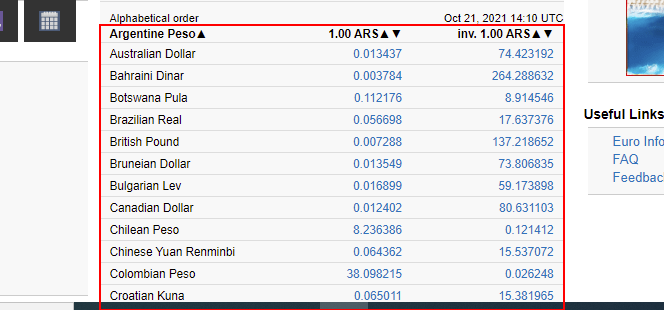 Alphabetical order Oct 21, 2021 14:10 UTC
Argentine Peso▲ 1.00 ARS▲▼ inv. 1.00 ARS▲▼
Australian Dollar 0.013437 74.423192
Bahraini Dinar 0.003784 264.288632
Botswana Pula 0.112176 8.914546
Brazilian Real 0.056698 17.637376
British Pound 0.007288 137.218652
Bruneian Dollar 0.013549 73.806835
Bulgarian Lev 0.016899 59.173898
Canadian Dollar 0.012402 80.631103
Chilean Peso 8.236386 0.121412
Chinese Yuan Renminbi 0.064362 15.537072
Colombian Peso 38.098215 0.026248
Croatian Kuna 0.065011 15.381965
Useful Links
Euro Info
FAQ
Feedbac